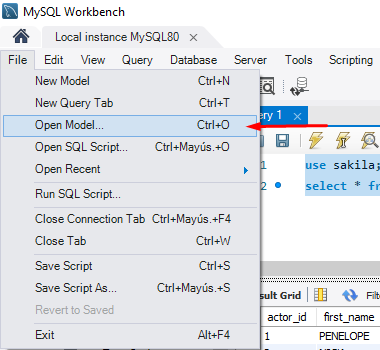 MySQL Workbench
Local instance MySQL80 ×
File Edit View Query Database Server Tools Scripting
New Model Ctrl+N
New Query Tab Ctrl+T
Open Model... Ctrl+O
Open SQL Script... Ctrl+Mayús.+O
Open Recent
Run SQL Script...
Close Connection Tab Ctrl+Mayús.+F4
Close Tab Ctrl+W
Save Script Ctrl+S
Save Script As... Ctrl+Mayús.+S
Revert to Saved
Exit Alt+F4
ery 1 ×
1 use sakila;
2 select * fr
sult Grid Filt
actor_id first_name
1 PENELOPE